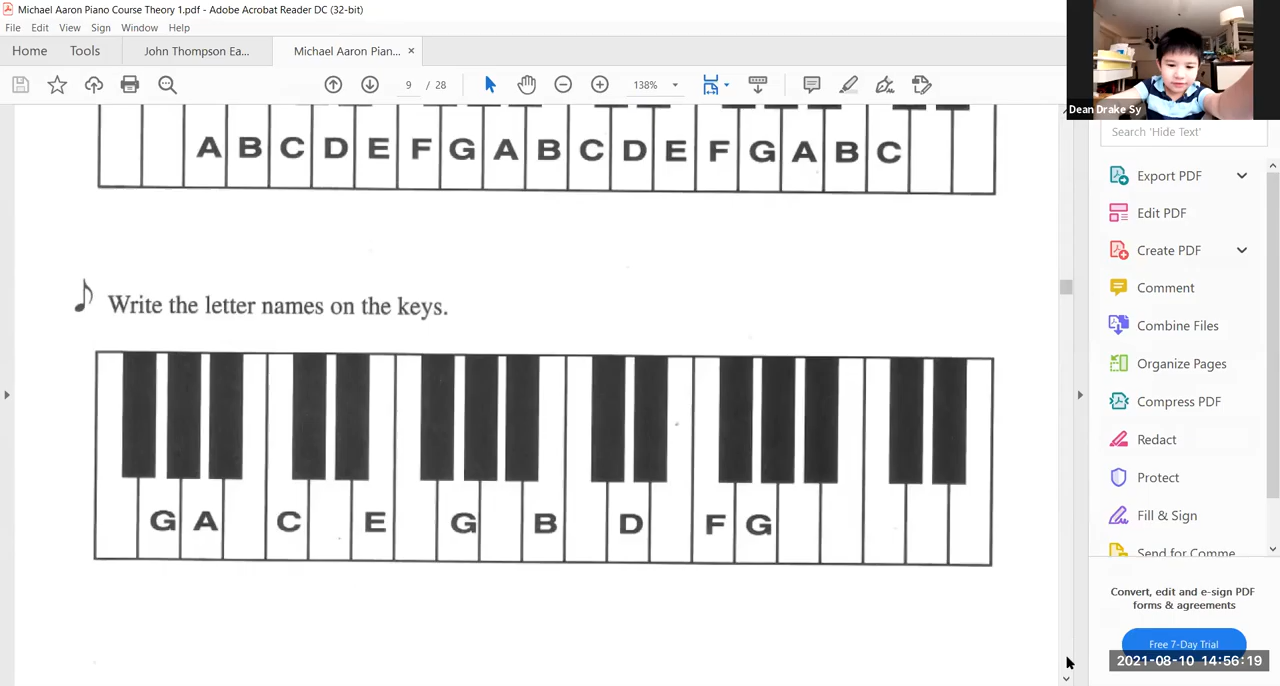 Michael Aaron Piano Course Theory 1.pdf - Adobe Acrobat Reader DC (32-bit)
File Edit View Sign Window Help
Home Tools John Thompson Ea... Michael Aaron Pian... ×
9 / 28 138%
Dean Drake Sy
Search 'Hide Text'
A B C D E F G A B C D E F G A B C
Export PDF
Edit PDF
Create PDF
Comment
Combine Files
Organize Pages
Compress PDF
Redact
Protect
Fill & Sign
Send for Comme
Write the letter names on the keys.
G A C E G B D F G
Convert, edit and e-sign PDF
forms & agreements
Free 7-Day Trial
2021-08-10 14:56:19